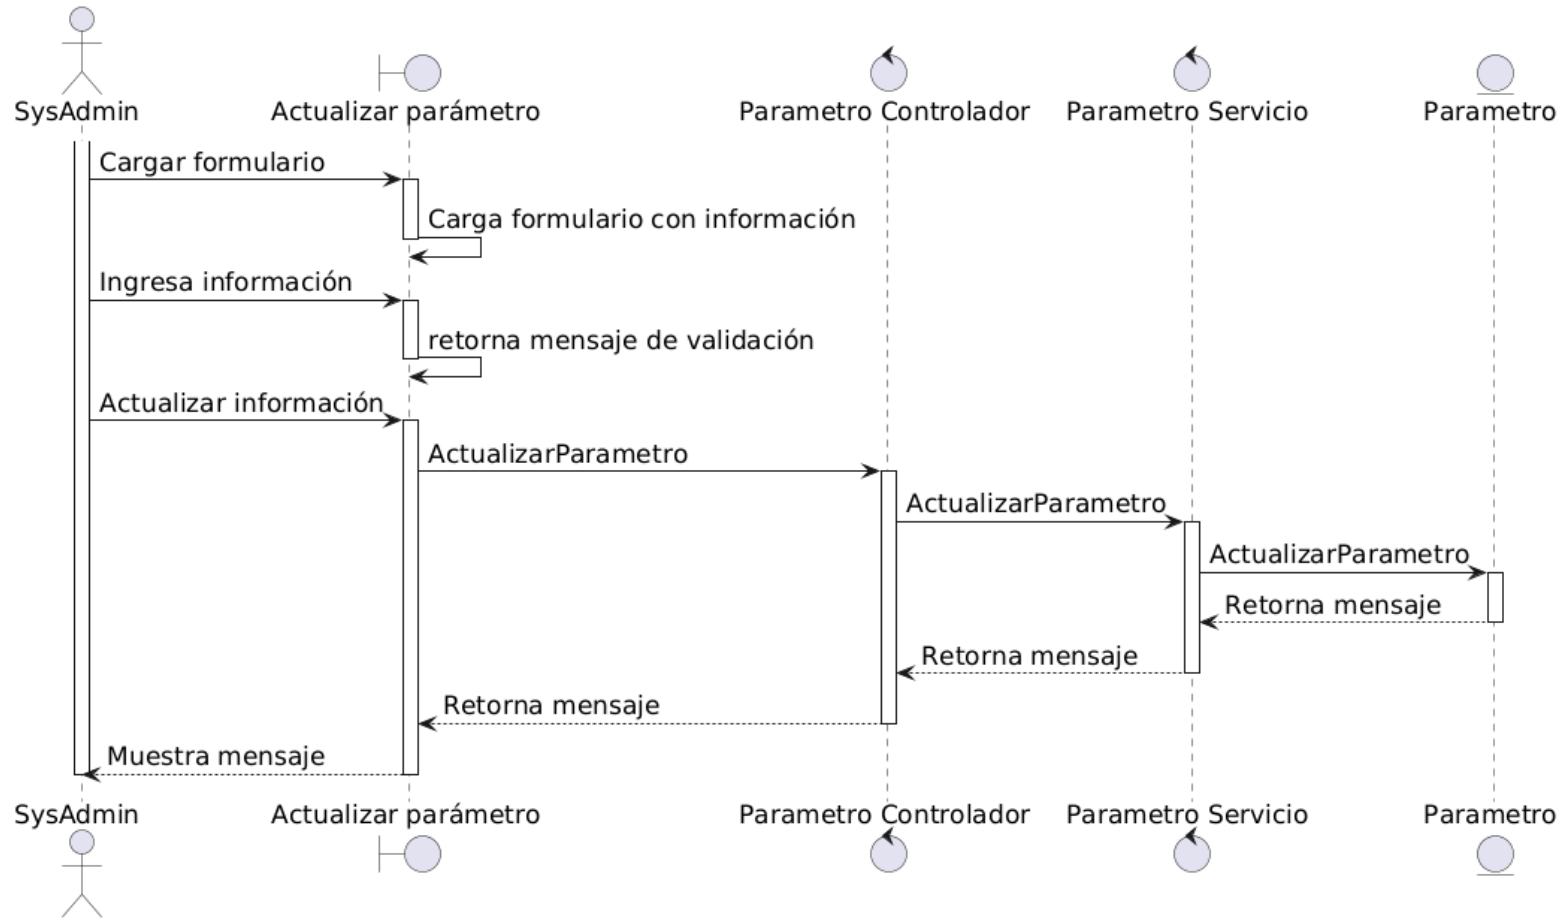 SysAdmin
Actualizar parámetro
Parametro Controlador
Parametro Servicio
Parametro
Cargar formulario
Carga formulario con información
Ingresa información
retorna mensaje de validación
Actualizar información
ActualizarParametro
ActualizarParametro
ActualizarParametro
Retorna mensaje
Retorna mensaje
Retorna mensaje
Muestra mensaje
SysAdmin
Actualizar parámetro
Parametro Controlador
Parametro Servicio
Parametro